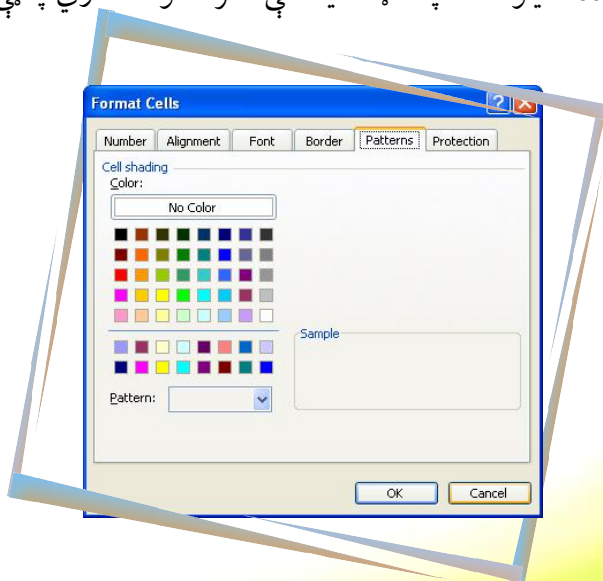 Format Cells
Number Alignment Font Border Patterns Protection
Cell shading
Color:
No Color
Sample
Pattern:
OK Cancel